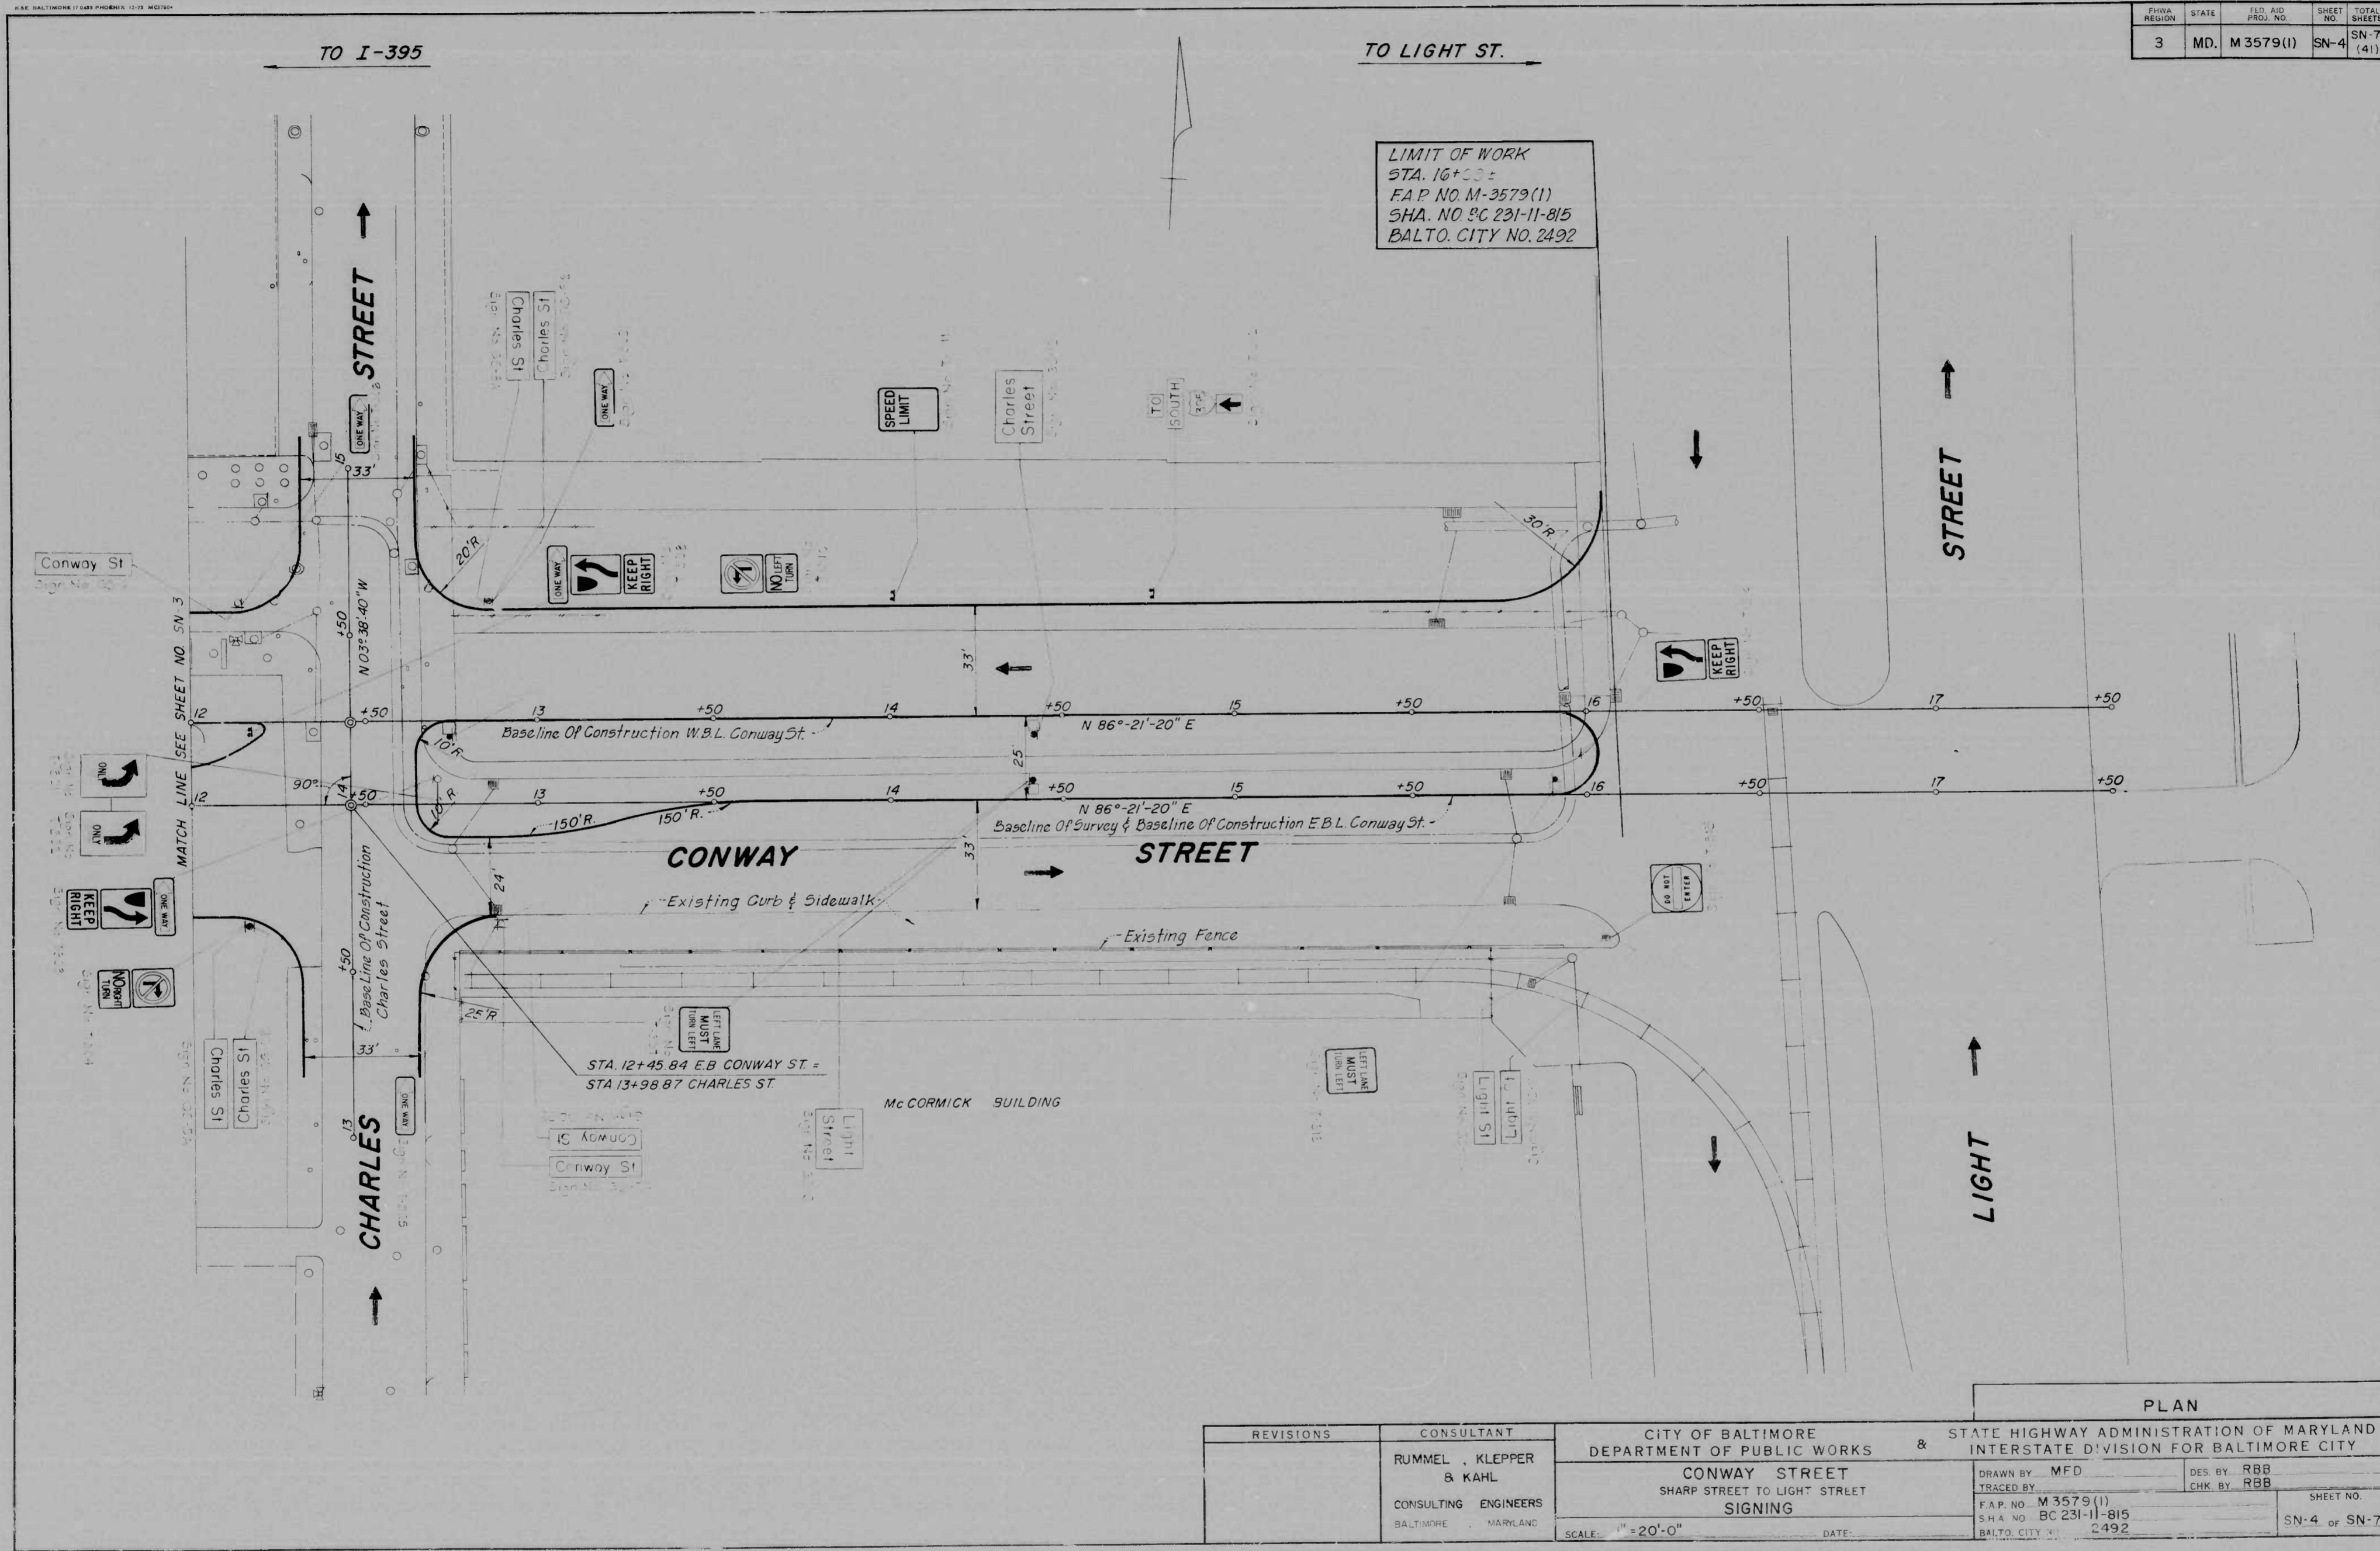 FHWA REGION
STATE
FED. AID PROJ. NO.
SHEET NO.
TOTAL SHEETS
3
MD.
M 3579(1)
SN-4
SN-7
(41)
TO I-395
TO LIGHT ST.
LIMIT OF WORK
F.A.P. NO. M-3579(1)
SHA. NO. BC 231-11-815
BALTO. CITY NO. 2492
STREET
Charles St
Charles St
ONE WAY
ONE WAY
SPEED
LIMIT
Charles
Street
TO
SOUTH
STREET
15
33'
20'R
30'R
Conway St
ONE WAY
KEEP
RIGHT
NO LEFT
TURN
KEEP
RIGHT
MATCH LINE SEE SHEET NO. SN-3
+50
N 03°38'40" W
33'
12
+50
13
+50
14
+50
15
+50
16
+50
17
+50
Baseline Of Construction W.B.L. Conway St.
N 86°-21'-20" E
10'R
25'
ONLY
90°
14
12
+50
13
+50
14
+50
15
+50
16
+50
17
+50
10'R
150'R.
150'R.
N 86°-21'-20" E
Baseline Of Survey & Baseline Of Construction E.B.L. Conway St.
ONLY
CONWAY STREET
33'
24'
Existing Curb & Sidewalk
Existing Fence
KEEP
RIGHT
ONE WAY
DO NOT
ENTER
+50
Base Line Of Construction
Charles Street
NO RIGHT
TURN
25'R
33'
LEFT LANE
MUST
TURN LEFT
STA. 12+45.84 E.B CONWAY ST. =
STA 13+98.87 CHARLES ST.
Charles St
Charles St
ONE WAY
13
McCORMICK BUILDING
LEFT LANE
MUST
TURN LEFT
Conway St
Conway St
Light
Street
Light St
Light St
CHARLES
LIGHT
PLAN
REVISIONS
CONSULTANT
RUMMEL, KLEPPER
& KAHL
CONSULTING ENGINEERS
BALTIMORE, MARYLAND
CITY OF BALTIMORE
DEPARTMENT OF PUBLIC WORKS
&
STATE HIGHWAY ADMINISTRATION OF MARYLAND
INTERSTATE DIVISION FOR BALTIMORE CITY
CONWAY STREET
SHARP STREET TO LIGHT STREET
SIGNING
SCALE: 1" = 20'-0"
DATE:
DRAWN BY MFD
TRACED BY
DES. BY RBB
CHK. BY RBB
F.A.P. NO. M 3579(1)
S.H.A. NO BC 231-11-815
BALTO. CITY 2492
SHEET NO.
SN-4 OF SN-7